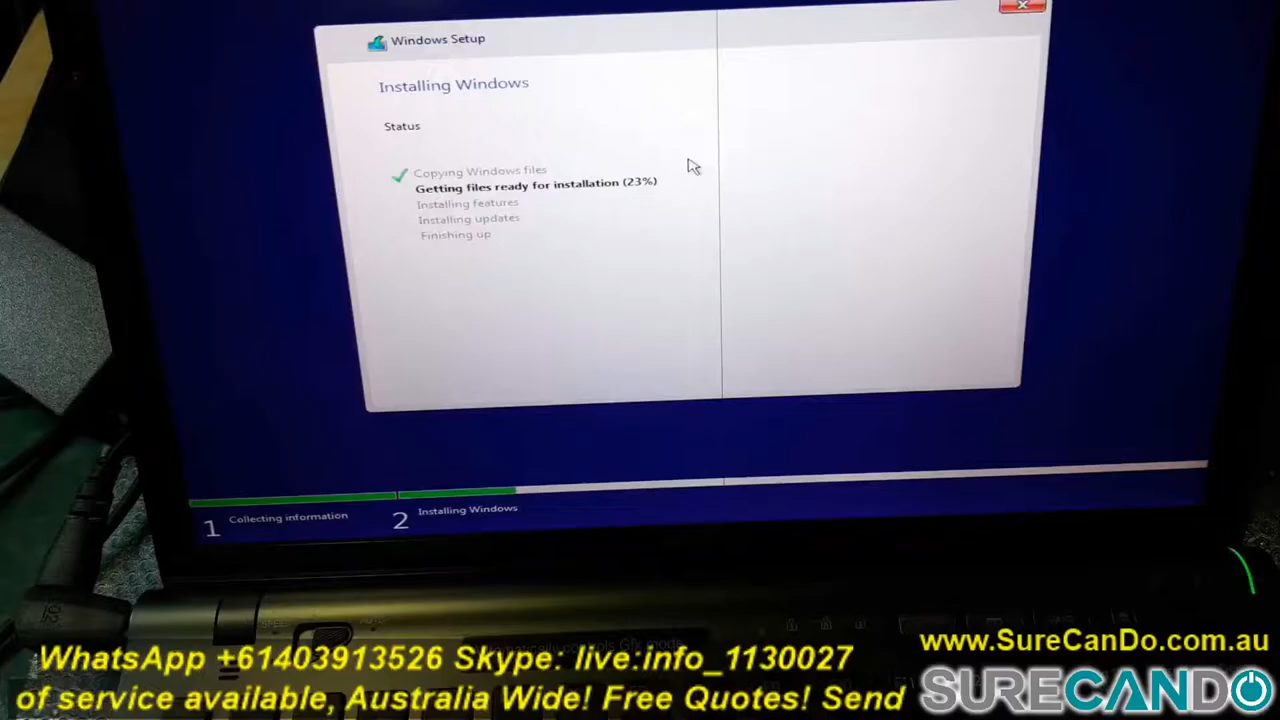 Windows Setup
Installing Windows
Status
Copying Windows files
Getting files ready for installation (23%)
Installing features
Installing updates
Finishing up
1 Collecting information
2 Installing Windows
SPEED
AUTO
WhatsApp +61403913526 Skype: live:info_1130027
of service available, Australia Wide! Free Quotes! Send
www.SureCanDo.com.au
SURECANDO